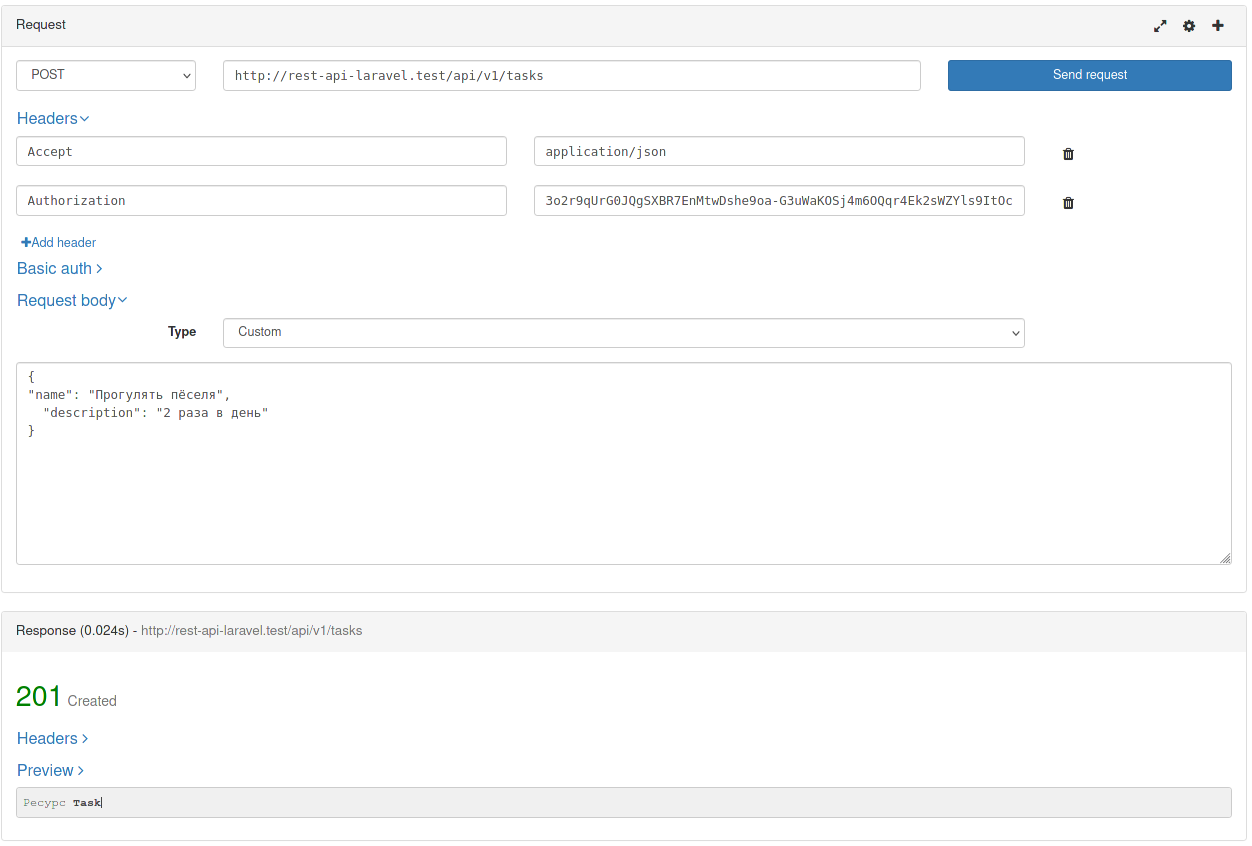 Request
POST
http://rest-api-laravel.test/api/v1/tasks
Send request
Headers
Accept
application/json
Authorization
3o2r9qUrG0JQgSXBR7EnMtwDshe9oa-G3uWaKOSj4m6OQqr4Ek2sWZYls9ItOc
Add header
Basic auth
Request body
Type
Custom
{
"name": "Прогулять пёселя",
"description": "2 раза в день"
}
Response (0.024s) - http://rest-api-laravel.test/api/v1/tasks
201 Created
Headers
Preview
Ресурс Task